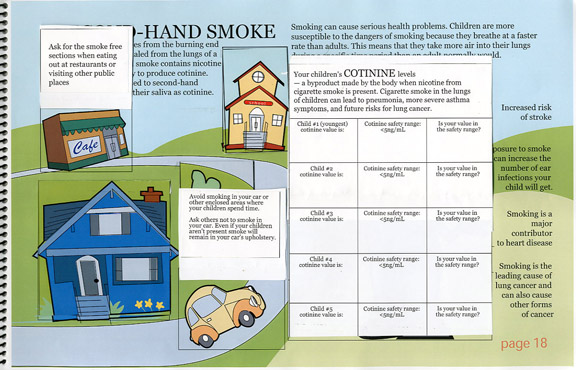 -HAND SMOKE
Ask for the smoke free
sections when eating
out at restaurants or
visiting other public
places
es from the burning end
aled from the lungs of a
smoke contains nicotine
y to produce cotinine.
ed to second-hand
their saliva as cotinine.
Smoking can cause serious health problems. Children are more
susceptible to the dangers of smoking because they breathe at a faster
rate than adults. This means that they take more air into their lungs
SCHOOL
Cafe
Your children's COTININE levels
— a byproduct made by the body when nicotine from
cigarette smoke is present. Cigarette smoke in the lungs
of children can lead to pneumonia, more severe asthma
symptoms, and future risks for lung cancer.
Child #1 (youngest) cotinine value is: Cotinine safety range: <5ng/mL Is your value in the safety range?
Child #2 cotinine value is: Cotinine safety range: <5ng/mL Is your value in the safety range?
Child #3 cotinine value is: Cotinine safety range: <5ng/mL Is your value in the safety range?
Child #4 cotinine value is: Cotinine safety range: <5ng/mL Is your value in the safety range?
Child #5 cotinine value is: Cotinine safety range: <5ng/mL Is your value in the safety range?
Avoid smoking in your car or
other enclosed areas where
your children spend time.
Ask others not to smoke in
your car. Even if your children
aren't present smoke will
remain in your car's upholstery.
Increased risk
of stroke
posure to smoke
can increase the
number of ear
infections your
child will get.
Smoking is a
major
contributor
to heart disease
Smoking is the
leading cause of
lung cancer and
can also cause
other forms
of cancer
page 18